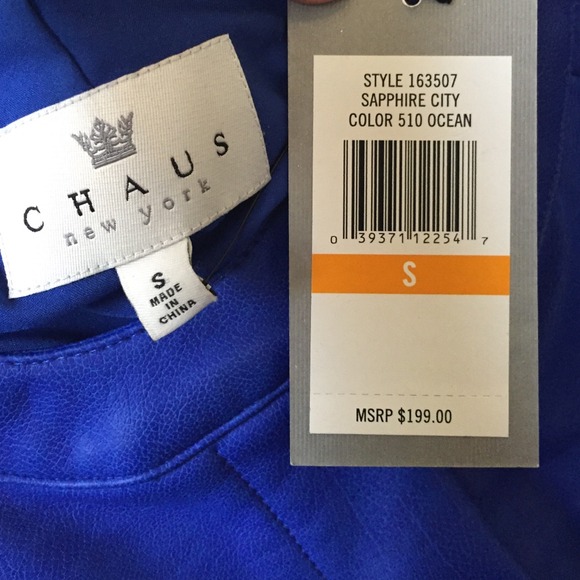 CHAUS
new york
S
MADE
IN
CHINA
STYLE 163507
SAPPHIRE CITY
COLOR 510 OCEAN
0 39371 12254 7
S
MSRP $199.00